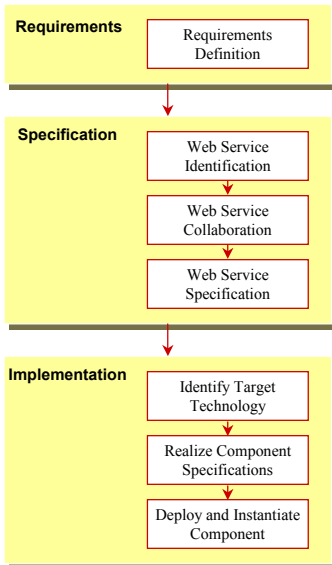 Requirements
Requirements
Definition
Specification
Web Service
Identification
Web Service
Collaboration
Web Service
Specification
Implementation
Identify Target
Technology
Realize Component
Specifications
Deploy and Instantiate
Component